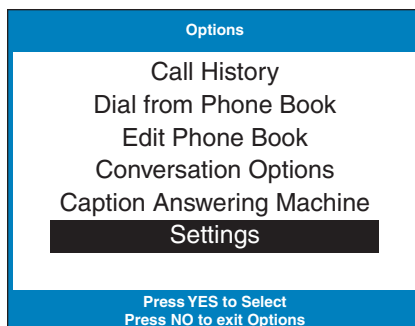 Options
Call History
Dial from Phone Book
Edit Phone Book
Conversation Options
Caption Answering Machine
Settings
Press YES to Select
Press NO to exit Options